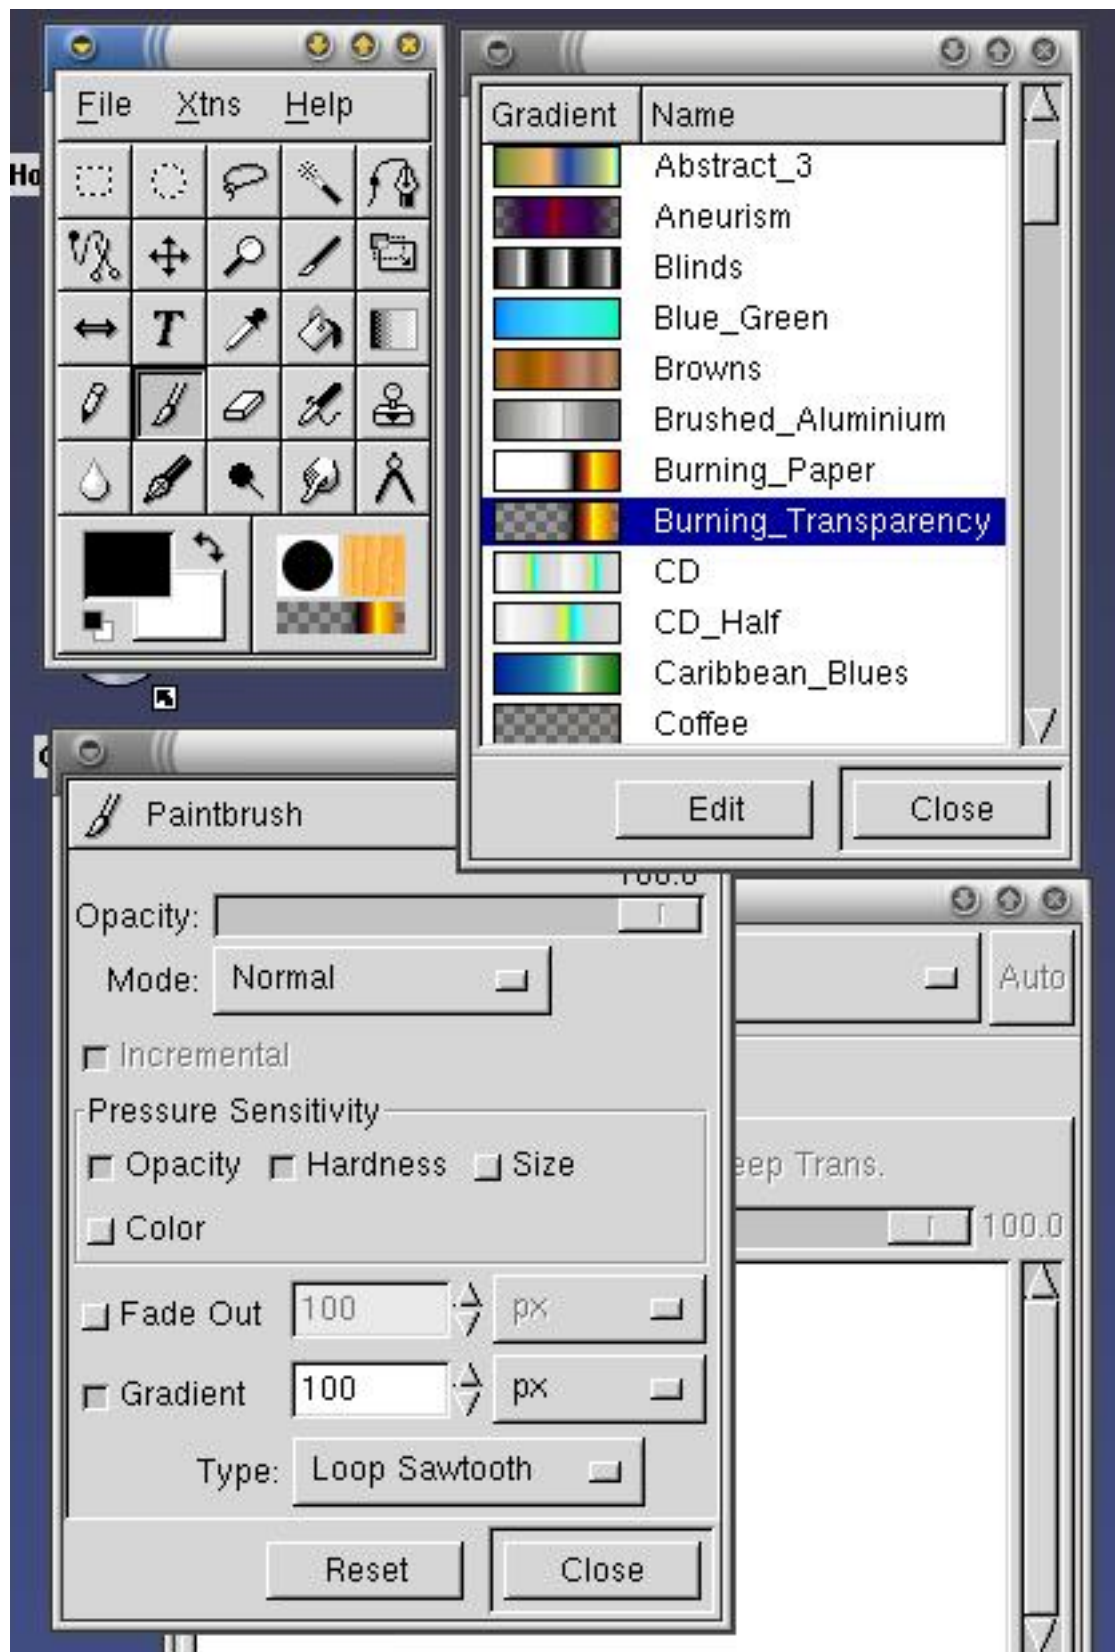 File Xtns Help
Gradient Name
Abstract_3
Aneurism
Blinds
Blue_Green
Browns
Brushed_Aluminium
Burning_Paper
Burning_Transparency
CD
CD_Half
Caribbean_Blues
Coffee
Edit Close
Paintbrush
100.0
Opacity:
Mode: Normal
Incremental
Pressure Sensitivity
Opacity Hardness Size
Color
Fade Out 100 px
Gradient 100 px
Type: Loop Sawtooth
Reset Close
Auto
Trans.
100.0